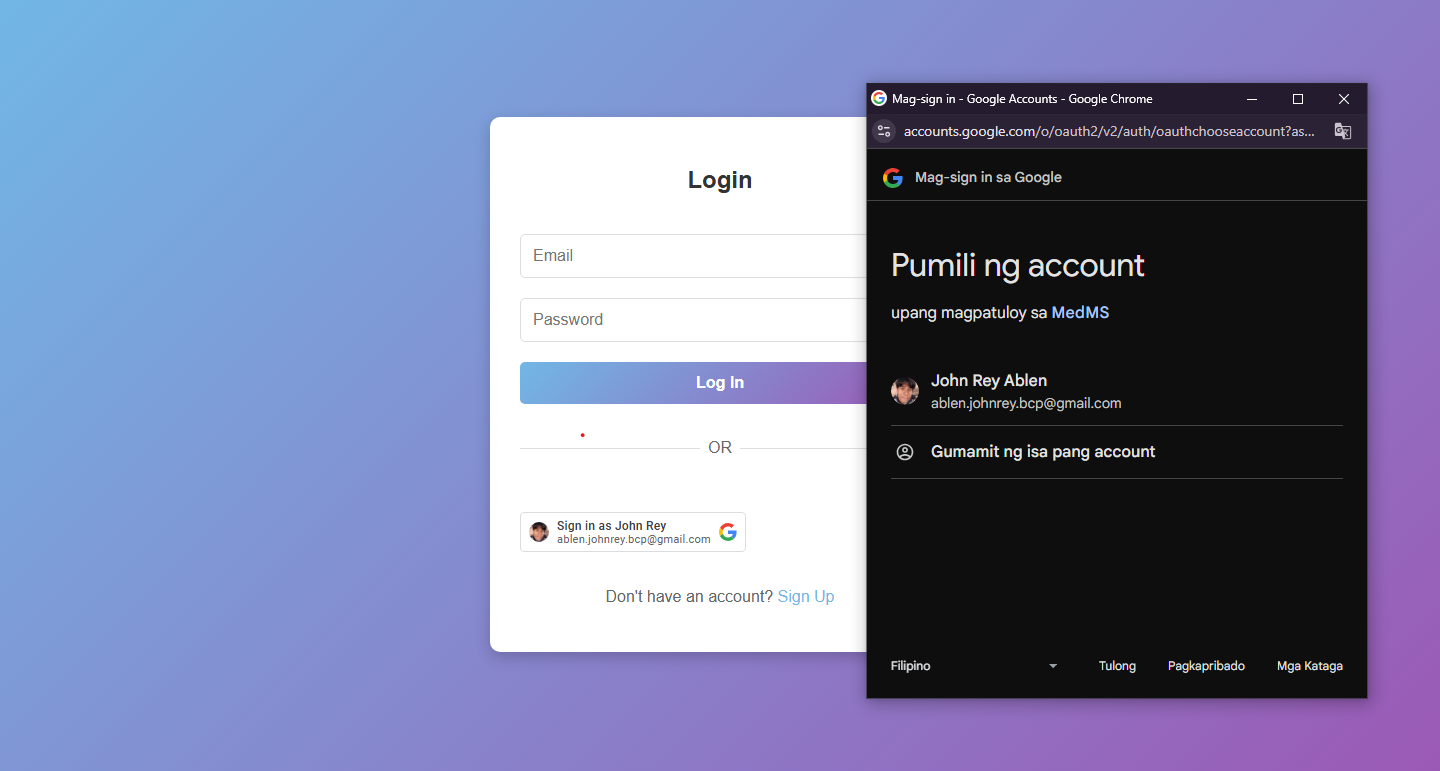 Login
Email
Password
Log In
OR
Sign in as John Rey
ablen.johnrey.bcp@gmail.com
Don't have an account? Sign Up
Mag-sign in - Google Accounts - Google Chrome
accounts.google.com/o/oauth2/v2/auth/oauthchooseaccount?as...
Mag-sign in sa Google
Pumili ng account
upang magpatuloy sa MedMS
John Rey Ablen
ablen.johnrey.bcp@gmail.com
Gumamit ng isa pang account
Filipino Tulong Pagkapribado Mga Kataga